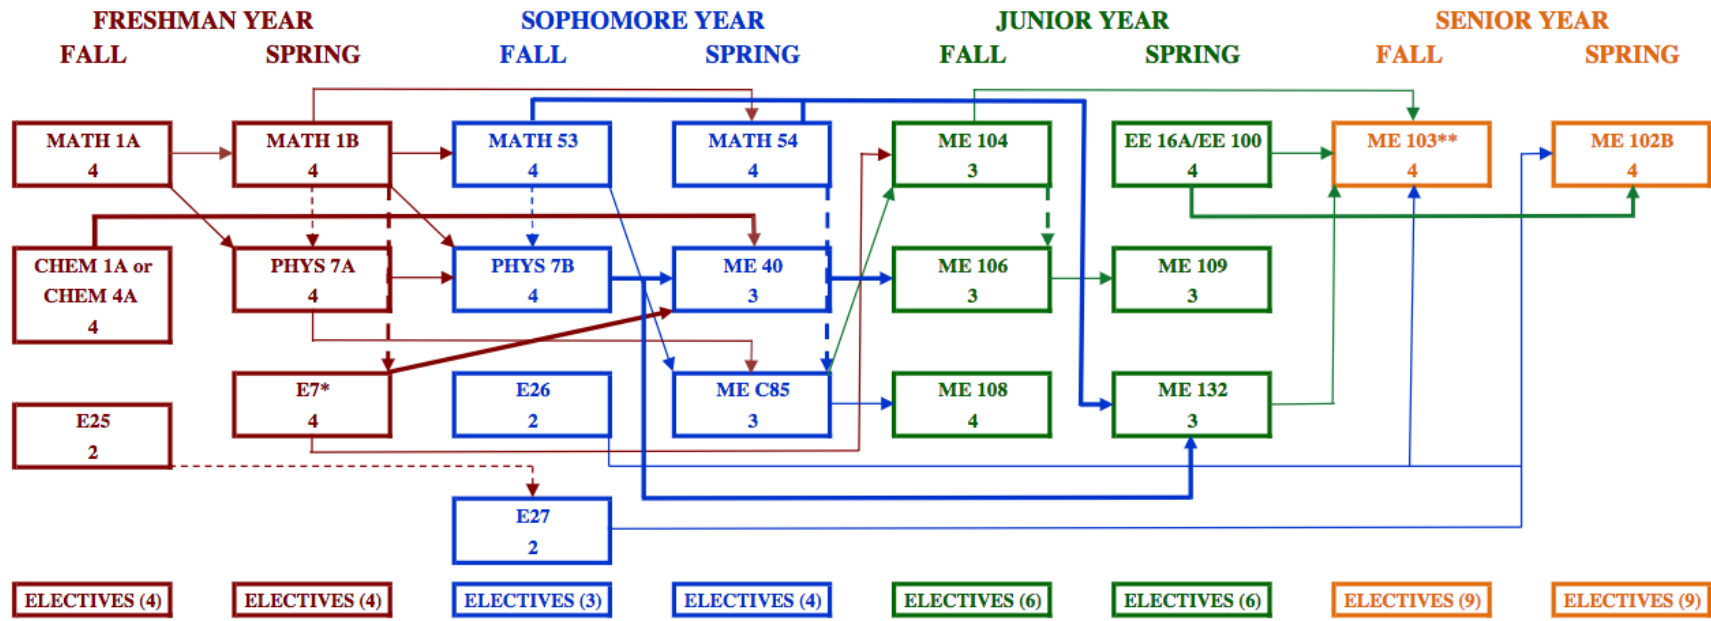 FRESHMAN YEAR SOPHOMORE YEAR JUNIOR YEAR SENIOR YEAR
FALL SPRING FALL SPRING FALL SPRING FALL SPRING
MATH 1A MATH 1B MATH 53 MATH 54 ME 104 EE 16A/EE 100 ME 103** ME 102B
4 4 4 4 3 4 4 4
CHEM 1A or PHYS 7A PHYS 7B ME 40 ME 106 ME 109
CHEM 4A
4 4 3 3 3
4
E7* E26 ME C85 ME 108 ME 132
E25
4 2 3 4 3
2
E27
2
ELECTIVES (4) ELECTIVES (4) ELECTIVES (3) ELECTIVES (4) ELECTIVES (6) ELECTIVES (6) ELECTIVES (9) ELECTIVES (9)